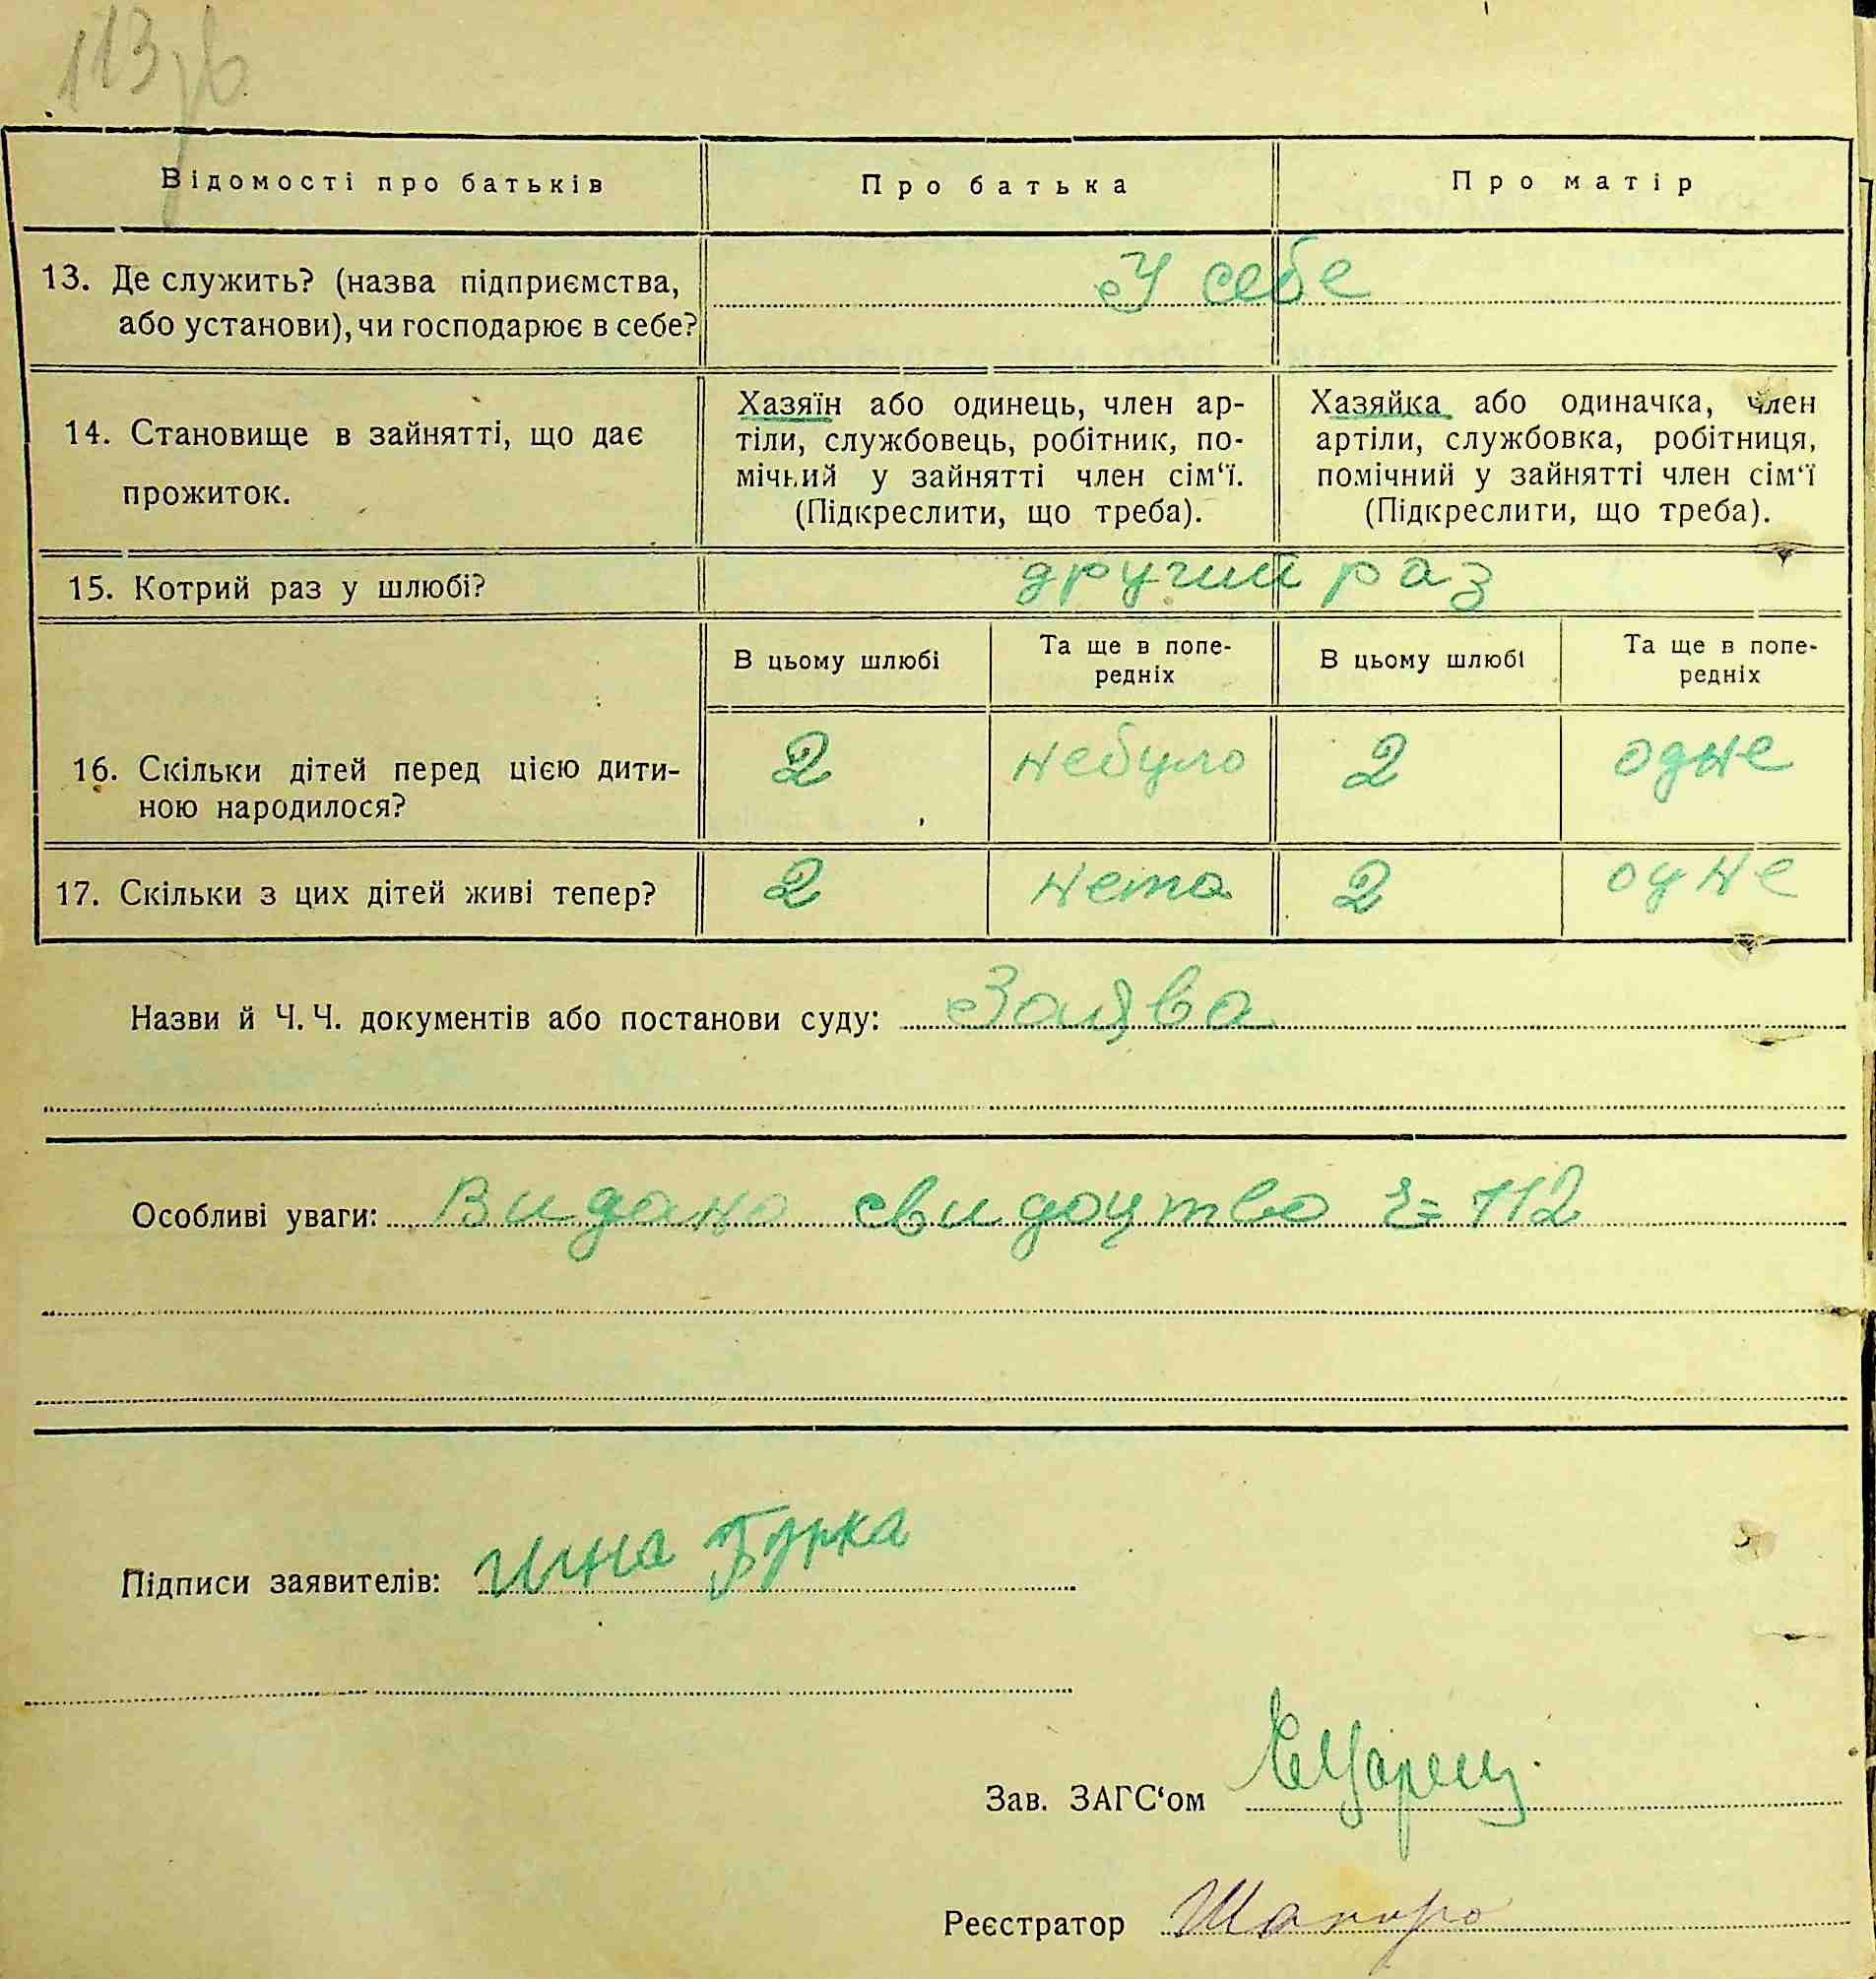 113зв
Відомості про батьків
Про батька
Про матір
13. Де служить? (назва підприємства,
або установи), чи господарює в себе?
У себе
14. Становище в зайнятті, що дає
прожиток.
Хазяїн або одинець, член ар-
тіли, службовець, робітник, по-
мічний у зайнятті член сім‘ї.
(Підкреслити, що треба).
Хазяйка або одиначка, член
артіли, службовка, робітниця,
помічний у зайнятті член сім‘ї
(Підкреслити, що треба).
15. Котрий раз у шлюбі?
другий раз
В цьому шлюбі
Та ще в попе-
редніх
В цьому шлюбі
Та ще в попе-
редніх
16. Скільки дітей перед цією дити-
ною народилося?
2
небуло
2
одне
17. Скільки з цих дітей живі тепер?
2
нета
2
одне
Назви й Ч. Ч. документів або постанови суду: Заява
Особливі уваги: Видано свидоцтво ч= 112
Підписи заявителів:
Зав. ЗАГС‘ом
Реєстратор